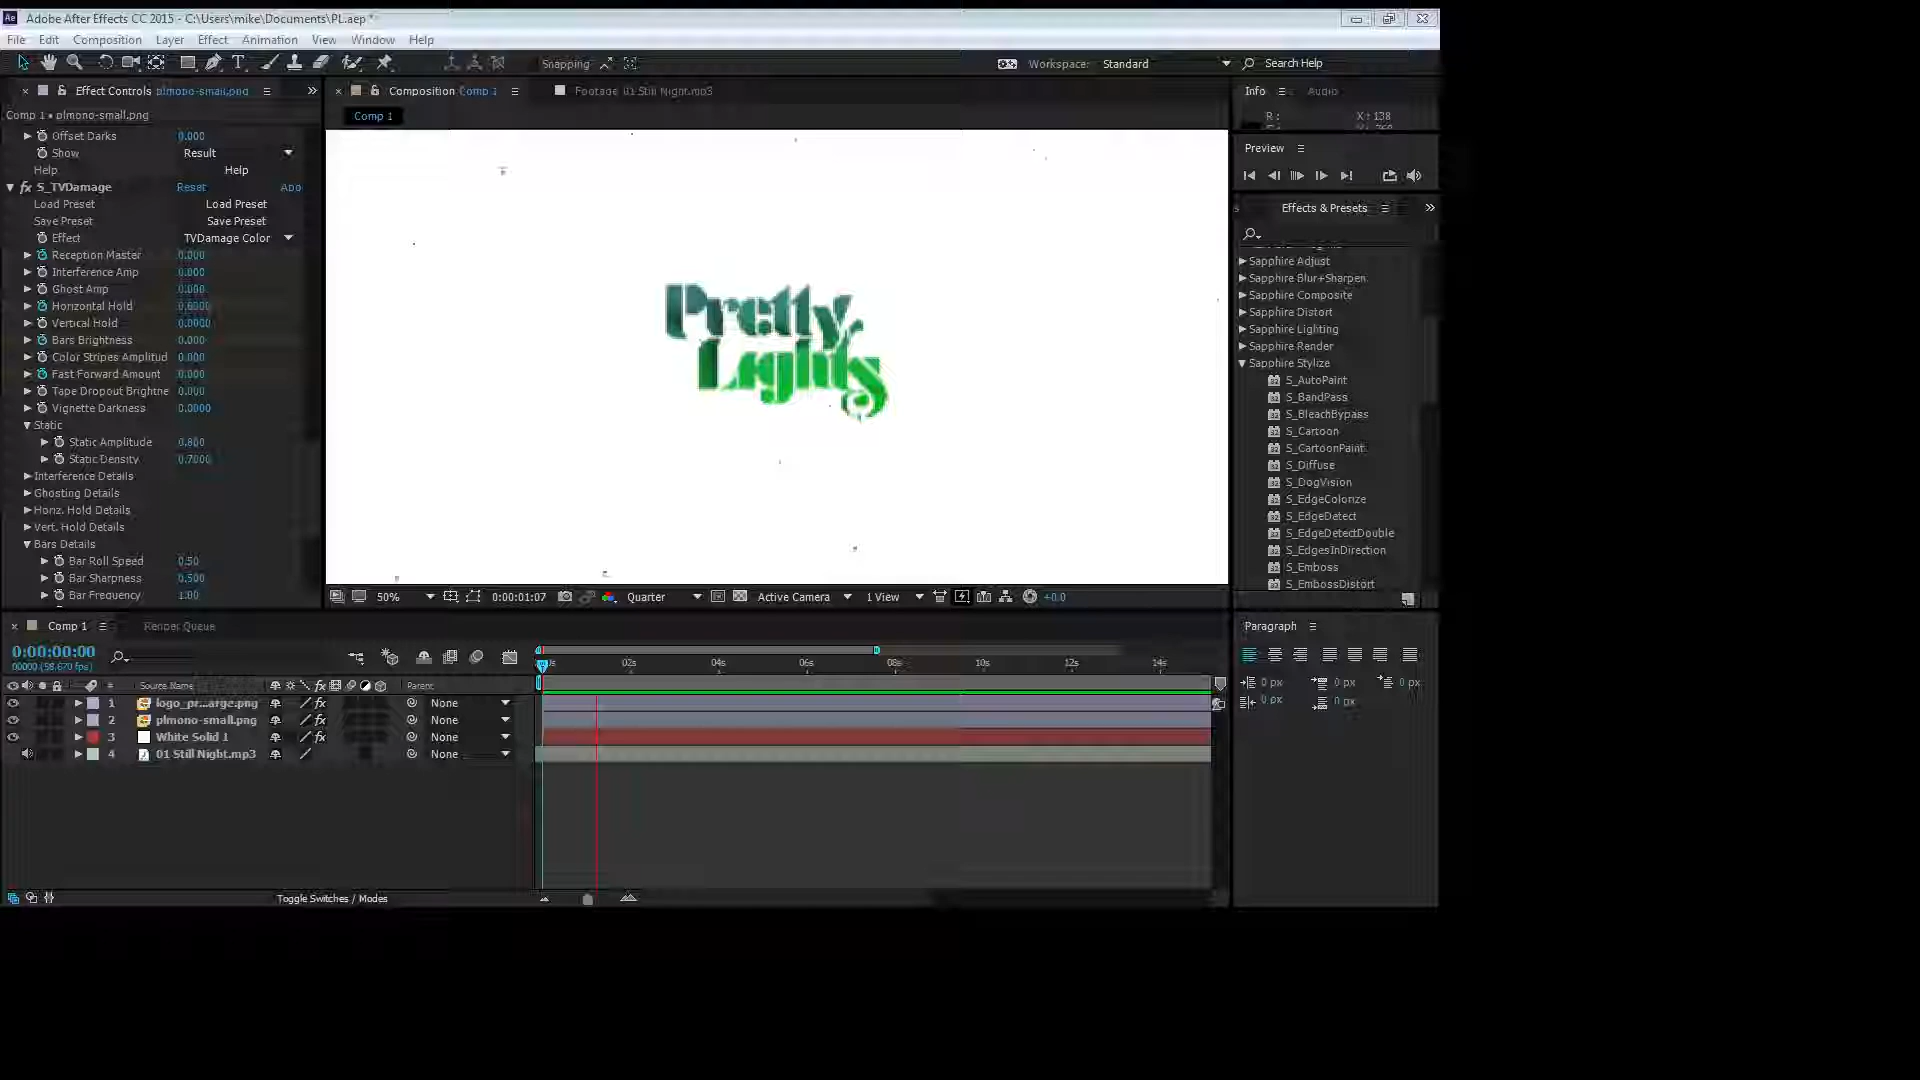 Adobe After Effects CC 2015 - C:\Users\mike\Documents\PL.aep *
File Edit Composition Layer Effect Animation View Window Help
Snapping
Workspace: Standard
Search Help
Effect Controls plmono-small.png
Comp 1 • plmono-small.png
Offset Darks 0.000
Show Result
Help Help
fx S_TVDamage Reset Abo
Load Preset Load Preset
Save Preset Save Preset
Effect TVDamage Color
Reception Master 0.000
Interference Amp 0.000
Ghost Amp 0.000
Horizontal Hold 0.6000
Vertical Hold 0.0000
Bars Brightness 0.000
Color Stripes Amplitud 0.000
Fast Forward Amount 0.000
Tape Dropout Brightne 0.000
Vignette Darkness 0.0000
Static
Static Amplitude 0.800
Static Density 0.7000
Interference Details
Ghosting Details
Horiz. Hold Details
Vert. Hold Details
Bars Details
Bar Roll Speed 0.50
Bar Sharpness 0.500
Bar Frequency 1.00
Composition Comp 1
Footage 01 Still Night.mp3
Comp 1
Pretty
Lights
50% 0:00:01:07 Quarter Active Camera 1 View +0.0
Info Audio
R: X: 138
Preview
Effects & Presets
Sapphire Adjust
Sapphire Blur+Sharpen
Sapphire Composite
Sapphire Distort
Sapphire Lighting
Sapphire Render
Sapphire Stylize
S_AutoPaint
S_BandPass
S_BleachBypass
S_Cartoon
S_CartoonPaint
S_Diffuse
S_DogVision
S_EdgeColorize
S_EdgeDetect
S_EdgeDetectDouble
S_EdgesInDirection
S_Emboss
S_EmbossDistort
Comp 1 Render Queue
0:00:00:00
02s 04s 06s 08s 10s 12s 14s
# Source Name fx Parent
1 logo_pr...arge.png fx None
2 plmono-small.png fx None
3 White Solid 1 fx None
4 01 Still Night.mp3 None
Toggle Switches / Modes
Paragraph
0 px 0 px 0 px
0 px 0 px